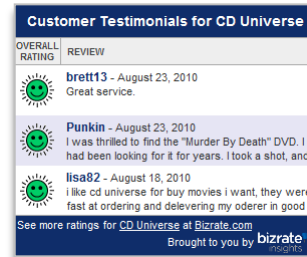 Customer Testimonials for CD Universe
OVERALL
RATING
REVIEW
brett13 - August 23, 2010
Great service.
Punkin - August 23, 2010
I was thrilled to find the "Murder By Death" DVD. I
had been looking for it for years. I took a shot, and
lisa82 - August 18, 2010
i like cd universe for buy movies i want, they were
fast at ordering and delevering my oderer in good
See more ratings for CD Universe at Bizrate.com
Brought to you by bizrate
insights